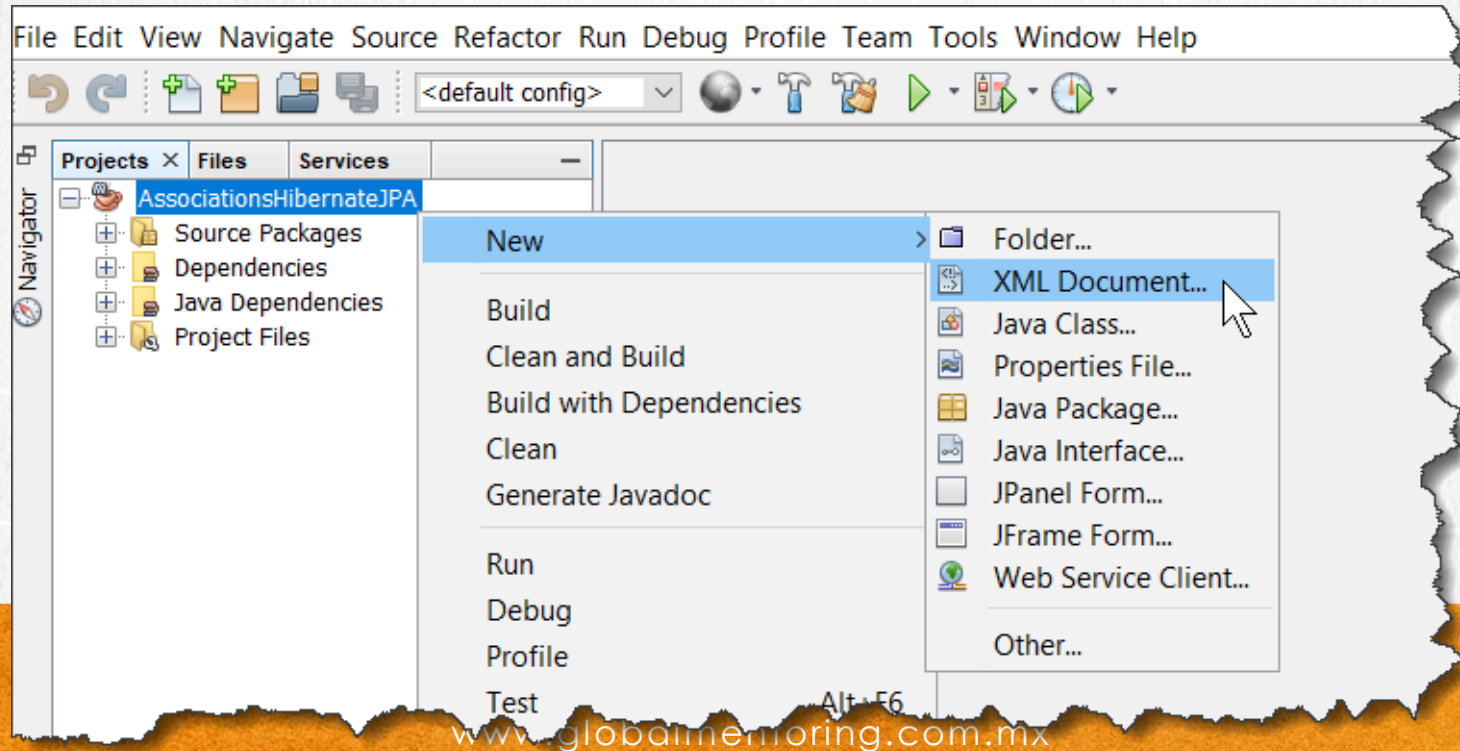 File Edit View Navigate Source Refactor Run Debug Profile Team Tools Window Help
<default config>
Projects Files Services
Navigator
AssociationsHibernateJPA
Source Packages
Dependencies
Java Dependencies
Project Files
New
Build
Clean and Build
Build with Dependencies
Clean
Generate Javadoc
Run
Debug
Profile
Test Alt+F6
Folder...
XML Document...
Java Class...
Properties File...
Java Package...
Java Interface...
JPanel Form...
JFrame Form...
Web Service Client...
Other...
www.globalmentoring.com.mx